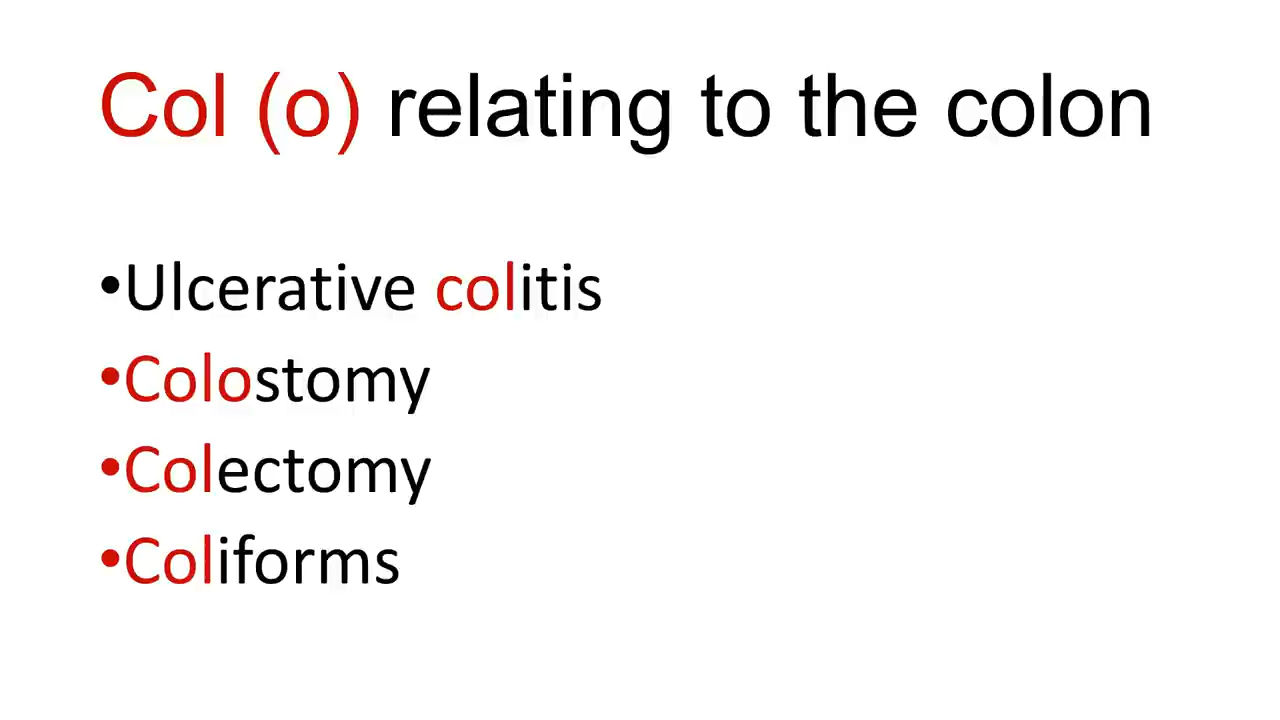 Col (o) relating to the colon
•Ulcerative colitis
•Colostomy
•Colectomy
•Coliforms